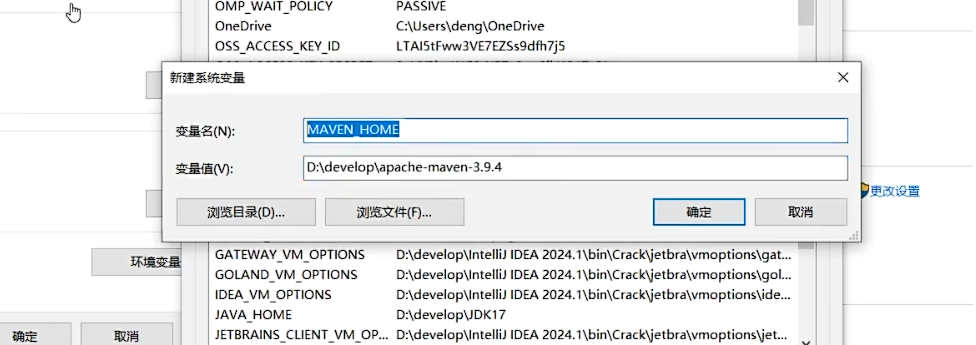 OMP_WAIT_POLICY PASSIVE
OneDrive C:\Users\deng\OneDrive
OSS_ACCESS_KEY_ID LTAI5tFww3VE7EZSs9dfh7j5
新建系统变量
变量名(N): MAVEN_HOME
变量值(V): D:\develop\apache-maven-3.9.4
更改设置
浏览目录(D)... 浏览文件(F)... 确定 取消
GATEWAY_VM_OPTIONS D:\develop\IntelliJ IDEA 2024.1\bin\Crack\jetbra\vmoptions\gat...
环境变量
GOLAND_VM_OPTIONS D:\develop\IntelliJ IDEA 2024.1\bin\Crack\jetbra\vmoptions\gol...
IDEA_VM_OPTIONS D:\develop\IntelliJ IDEA 2024.1\bin\Crack\jetbra\vmoptions\ide...
JAVA_HOME D:\develop\JDK17
确定 取消
JETBRAINS_CLIENT_VM_OP... D:\develop\IntelliJ IDEA 2024.1\bin\Crack\jetbra\vmoptions\jet...